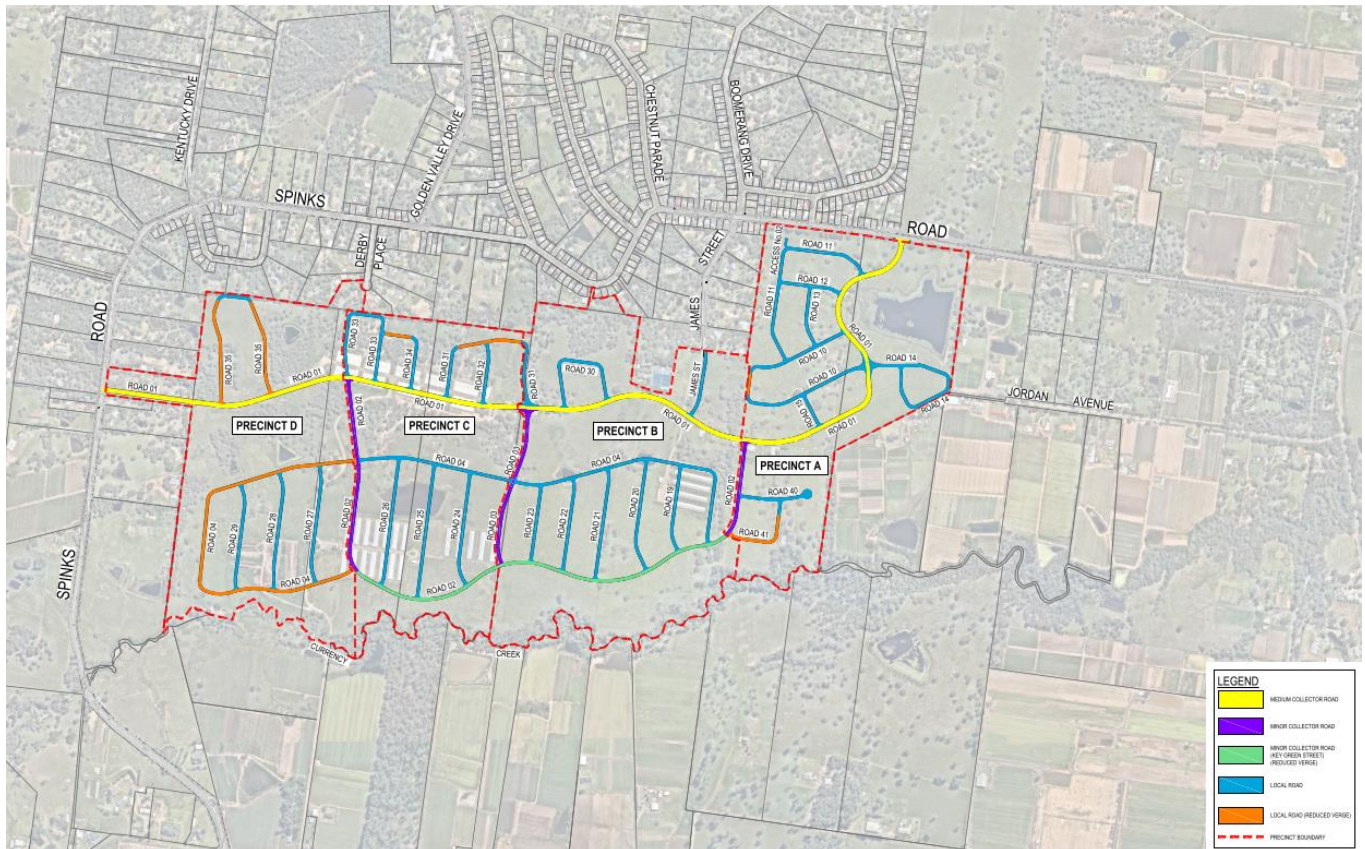 KENTUCKY DRIVE
GOLDEN VALLEY DRIVE
CHESTNUT PARADE
BOOMERANG DRIVE
SPINKS
ROAD
DERBY
PLACE
JAMES
STREET
ACCESS No.02
ROAD 11
ROAD 12
ROAD 11
ROAD 13
ROAD 01
ROAD 10
ROAD 14
ROAD 10
ROAD 14
ROAD 01
JORDAN AVENUE
ROAD
SPINKS
ROAD 01
ROAD 35
ROAD 35
ROAD 01
ROAD 33
ROAD 33
ROAD 34
ROAD 31
ROAD 32
ROAD 31
ROAD 30
JAMES ST
ROAD 02
ROAD 01
ROAD 01
PRECINCT D
PRECINCT C
PRECINCT B
PRECINCT A
ROAD 04
ROAD 04
ROAD 02
ROAD 40
ROAD 41
ROAD 04
ROAD 29
ROAD 28
ROAD 27
ROAD 02
ROAD 26
ROAD 25
ROAD 24
ROAD 03
ROAD 23
ROAD 22
ROAD 21
ROAD 20
ROAD 19
ROAD 04
ROAD 02
CURRENCY
CREEK
LEGEND
MEDIUM COLLECTOR ROAD
MINOR COLLECTOR ROAD
MINOR COLLECTOR ROAD
(KEY GREEN STREET)
(REDUCED VERGE)
LOCAL ROAD
LOCAL ROAD (REDUCED VERGE)
PRECINCT BOUNDARY